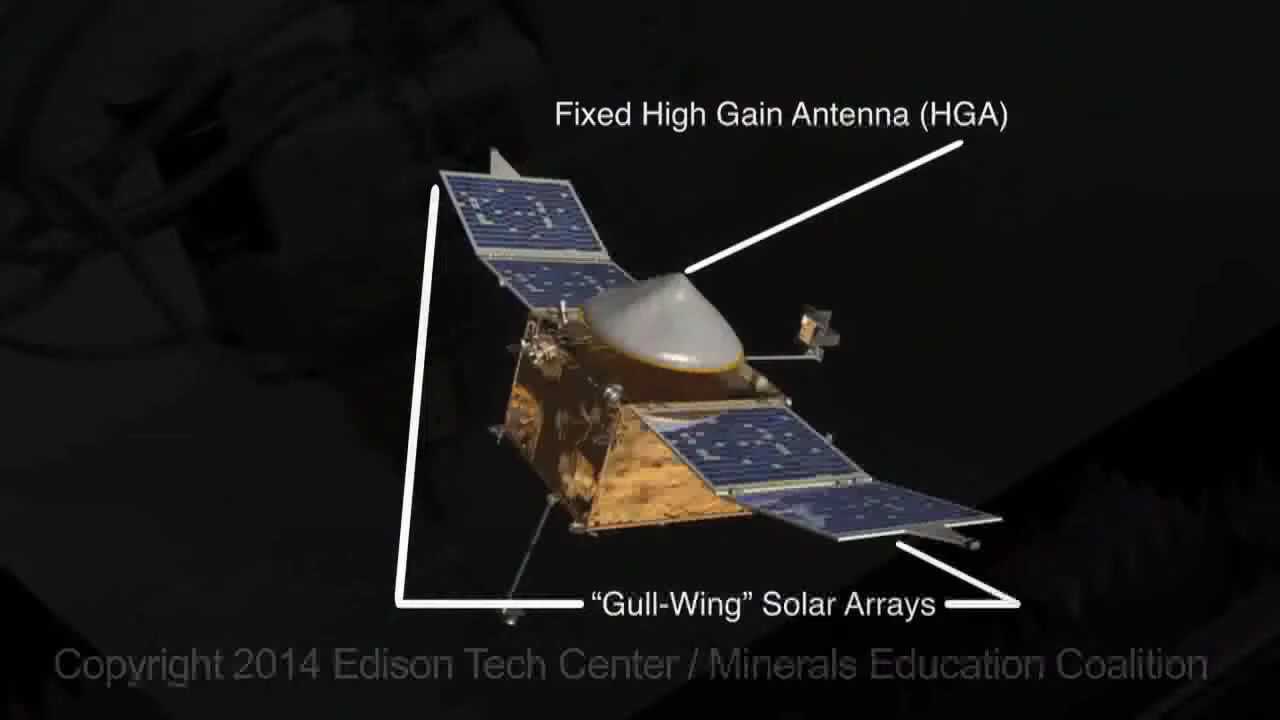 Fixed High Gain Antenna (HGA)
“Gull-Wing” Solar Arrays
Copyright 2014 Edison Tech Center / Minerals Education Coalition